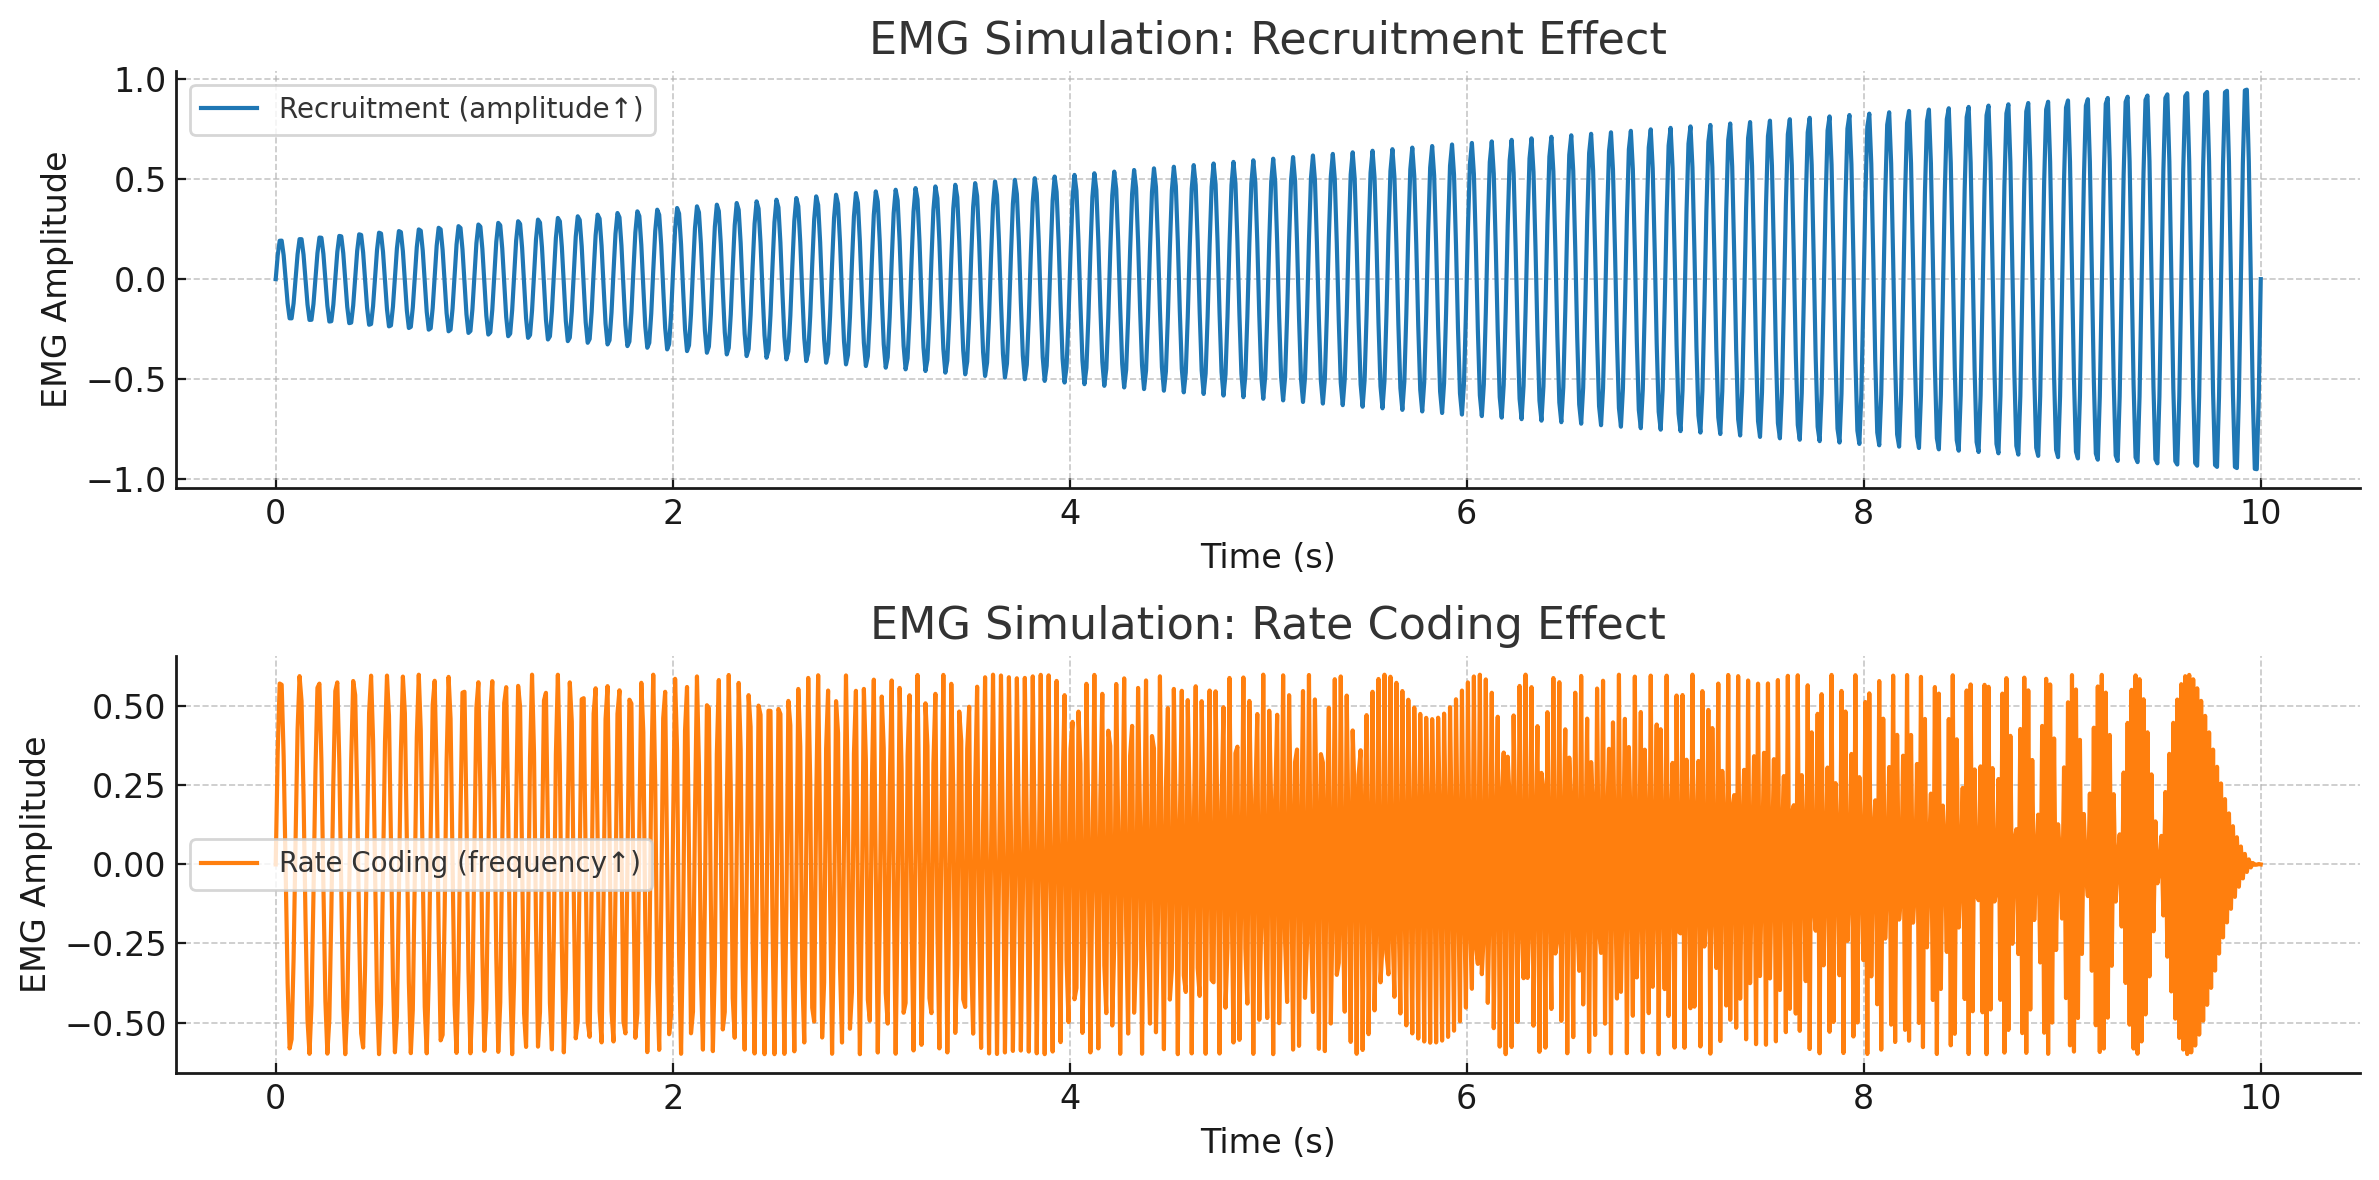 EMG Simulation: Recruitment Effect
EMG Amplitude
1.0
0.5
0.0
−0.5
−1.0
Recruitment (amplitude↑)
0 2 4 6 8 10
Time (s)
EMG Simulation: Rate Coding Effect
EMG Amplitude
0.50
0.25
0.00
−0.25
−0.50
Rate Coding (frequency↑)
0 2 4 6 8 10
Time (s)